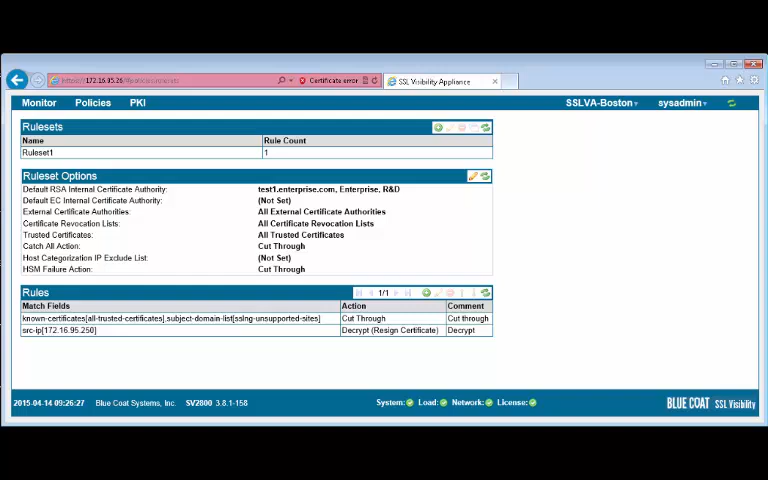 172.16.95.26
Certificate error
SSL Visibility Appliance
Monitor Policies PKI SSLVA-Boston sysadmin
Rulesets
Name Rule Count
Ruleset1 1
Ruleset Options
Default RSA Internal Certificate Authority: test1.enterprise.com, Enterprise, R&D
Default EC Internal Certificate Authority: (Not Set)
External Certificate Authorities: All External Certificate Authorities
Certificate Revocation Lists: All Certificate Revocation Lists
Trusted Certificates: All Trusted Certificates
Catch All Action: Cut Through
Host Categorization IP Exclude List: (Not Set)
HSM Failure Action: Cut Through
Rules 1/1
Match Fields Action Comment
known-certificates[all-trusted-certificates],subject-domain-list[sslng-unsupported-sites] Cut Through Cut through
src-ip[172.16.95.250] Decrypt (Resign Certificate) Decrypt
2015-04-14 09:26:27 Blue Coat Systems, Inc. SV2800 3.8.1-158 System: Load: Network: License: BLUE COAT SSL Visibility